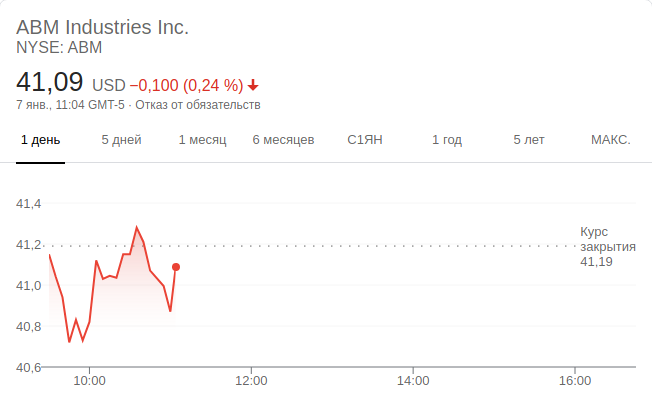 ABM Industries Inc.
NYSE: ABM
41,09 USD −0,100 (0,24 %)
7 янв., 11:04 GMT-5 · Отказ от обязательств
1 день 5 дней 1 месяц 6 месяцев С1ЯН 1 год 5 лет МАКС.
41,4
41,2
41,0
40,8
40,6
Курс
закрытия
41,19
10:00 12:00 14:00 16:00